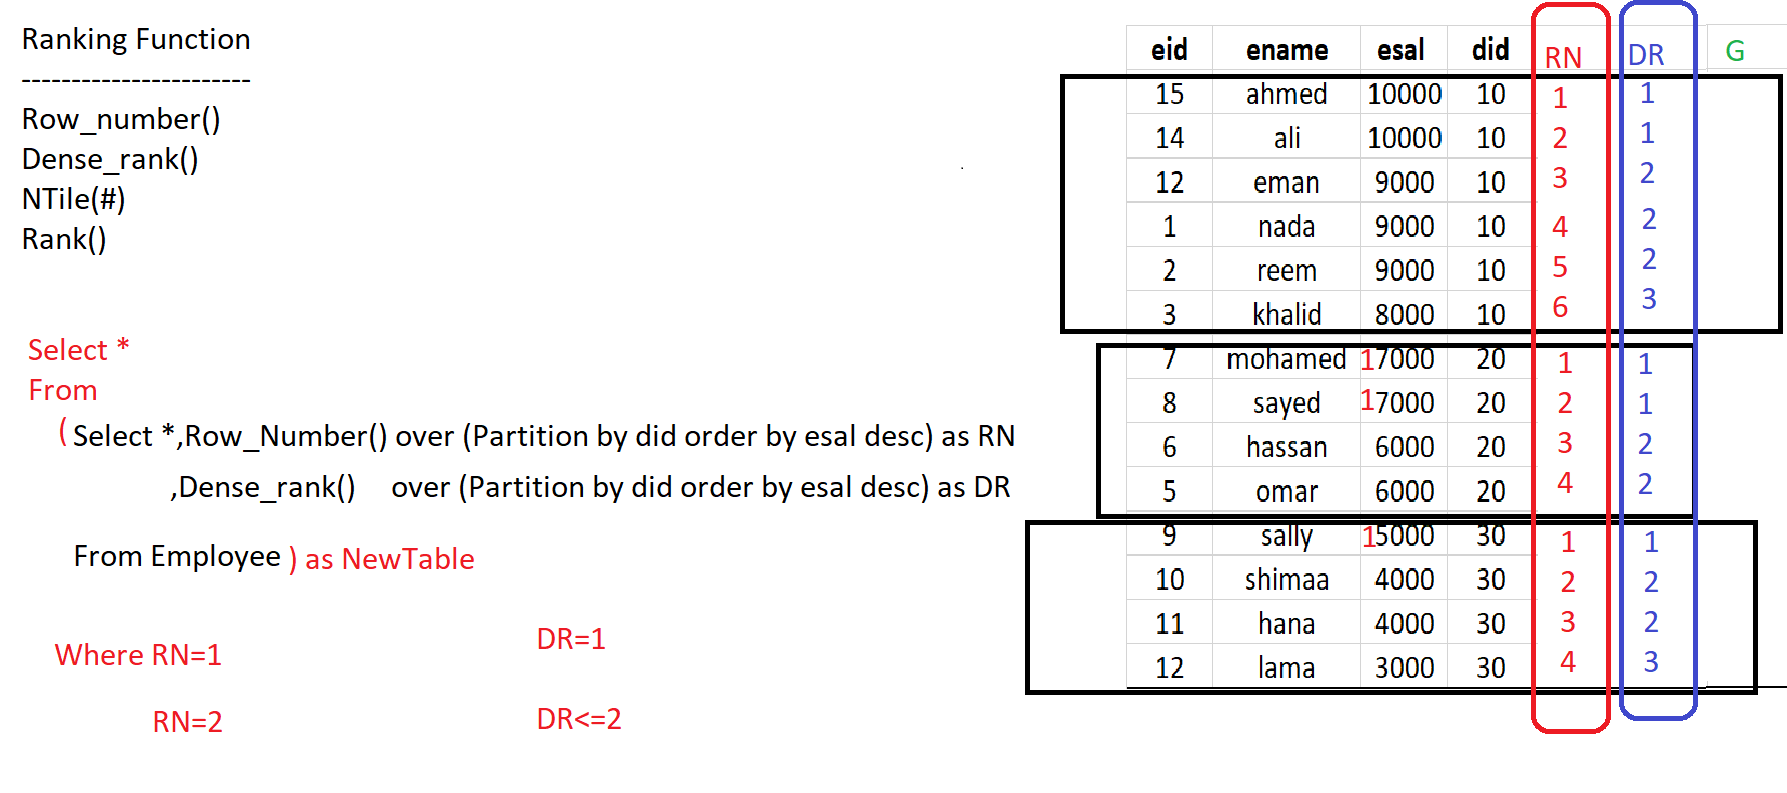 Ranking Function
-----------------------
Row_number()
Dense_rank()
NTile(#)
Rank()
Select *
From
( Select *,Row_Number() over (Partition by did order by esal desc) as RN
,Dense_rank() over (Partition by did order by esal desc) as DR
From Employee ) as NewTable
Where RN=1
DR=1
RN=2
DR<=2
eid ename esal did RN DR G
15 ahmed 10000 10 1 1
14 ali 10000 10 2 1
12 eman 9000 10 3 2
1 nada 9000 10 4 2
2 reem 9000 10 5 2
3 khalid 8000 10 6 3
7 mohamed 17000 20 1 1
8 sayed 17000 20 2 1
6 hassan 6000 20 3 2
5 omar 6000 20 4 2
9 sally 15000 30 1 1
10 shimaa 4000 30 2 2
11 hana 4000 30 3 2
12 lama 3000 30 4 3